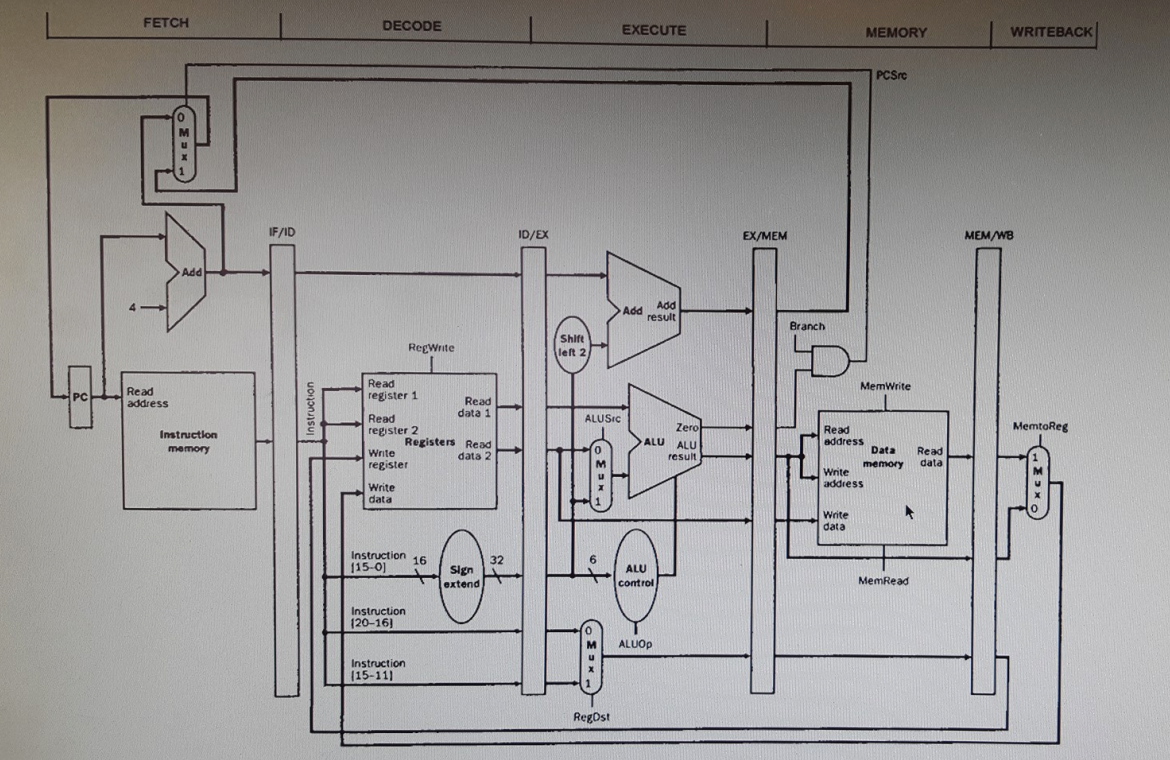 FETCH
DECODE
EXECUTE
MEMORY
WRITEBACK
PCSrc
0
M
u
x
1
IF/ID
ID/EX
EX/MEM
MEM/WB
Add
4
Add
Add
result
Shift
left 2
Branch
RegWrite
PC
Read
address
Instruction
memory
Instruction
Read
register 1
Read
register 2
Write
register
Write
data
Registers
Read
data 1
Read
data 2
ALUSrc
0
M
u
x
1
ALU
Zero
ALU
result
MemWrite
Read
address
Write
address
Write
data
Data
memory
Read
data
MemRead
MemtoReg
1
M
u
x
0
Instruction
[15–0]
16
Sign
extend
32
6
ALU
control
ALUOp
Instruction
[20–16]
Instruction
[15–11]
0
M
u
x
1
RegDst